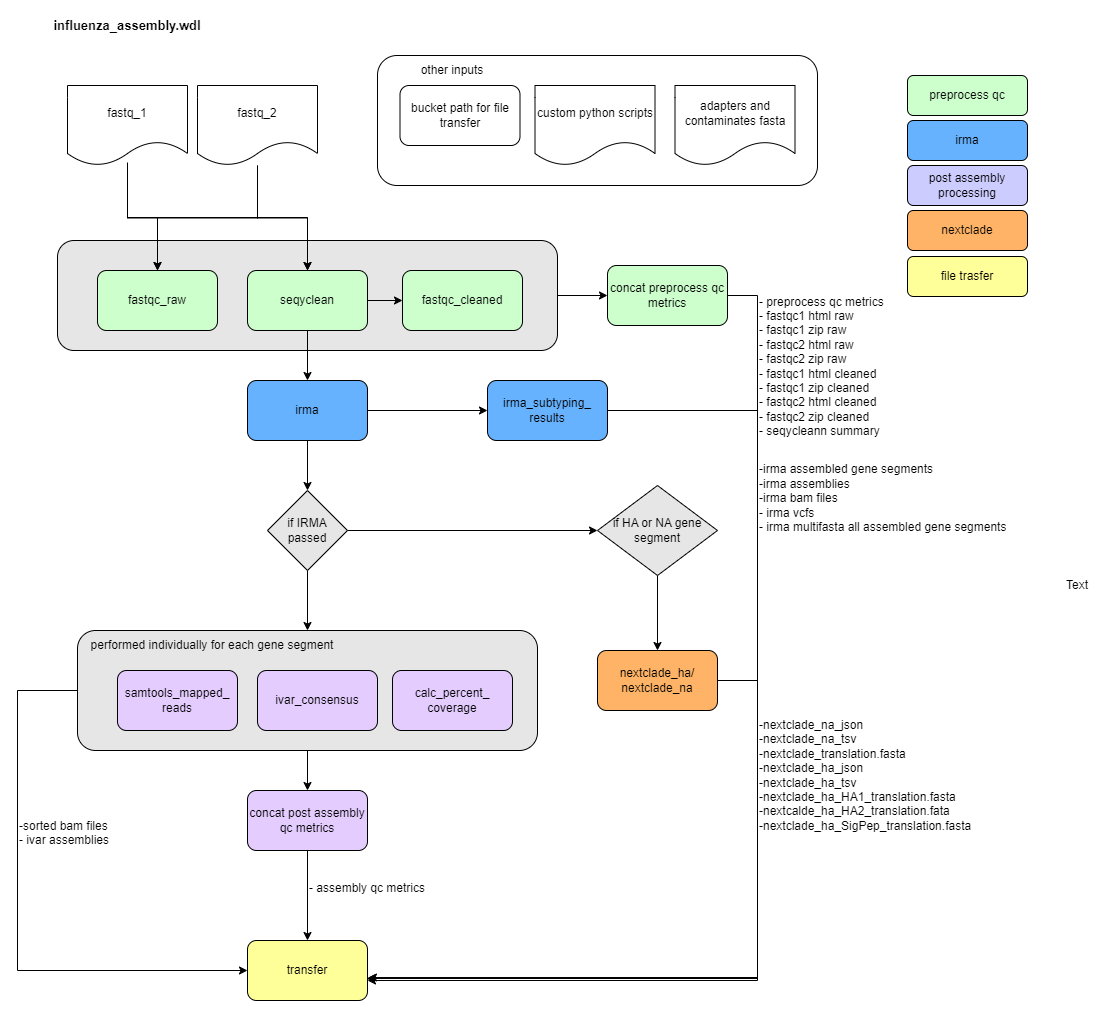 influenza_assembly.wdl
fastq_1
fastq_2
other inputs
bucket path for file
transfer
custom python scripts
adapters and
contaminates fasta
preprocess qc
irma
post assembly
processing
nextclade
file trasfer
fastqc_raw
seqyclean
fastqc_cleaned
concat preprocess qc
metrics
- preprocess qc metrics
- fastqc1 html raw
- fastqc1 zip raw
- fastqc2 html raw
- fastqc2 zip raw
- fastqc1 html cleaned
- fastqc1 zip cleaned
- fastqc2 html cleaned
- fastqc2 zip cleaned
- seqycleann summary
irma
irma_subtyping_
results
-irma assembled gene segments
-irma assemblies
-irma bam files
- irma vcfs
- irma multifasta all assembled gene segments
if IRMA
passed
if HA or NA gene
segment
Text
performed individually for each gene segment
samtools_mapped_
reads
ivar_consensus
calc_percent_
coverage
nextclade_ha/
nextclade_na
-nextclade_na_json
-nextclade_na_tsv
-nextclade_translation.fasta
-nextclade_ha_json
-nextclade_ha_tsv
-nextclade_ha_HA1_translation.fasta
-nextcalde_ha_HA2_translation.fata
-nextclade_ha_SigPep_translation.fasta
concat post assembly
qc metrics
-sorted bam files
- ivar assemblies
- assembly qc metrics
transfer